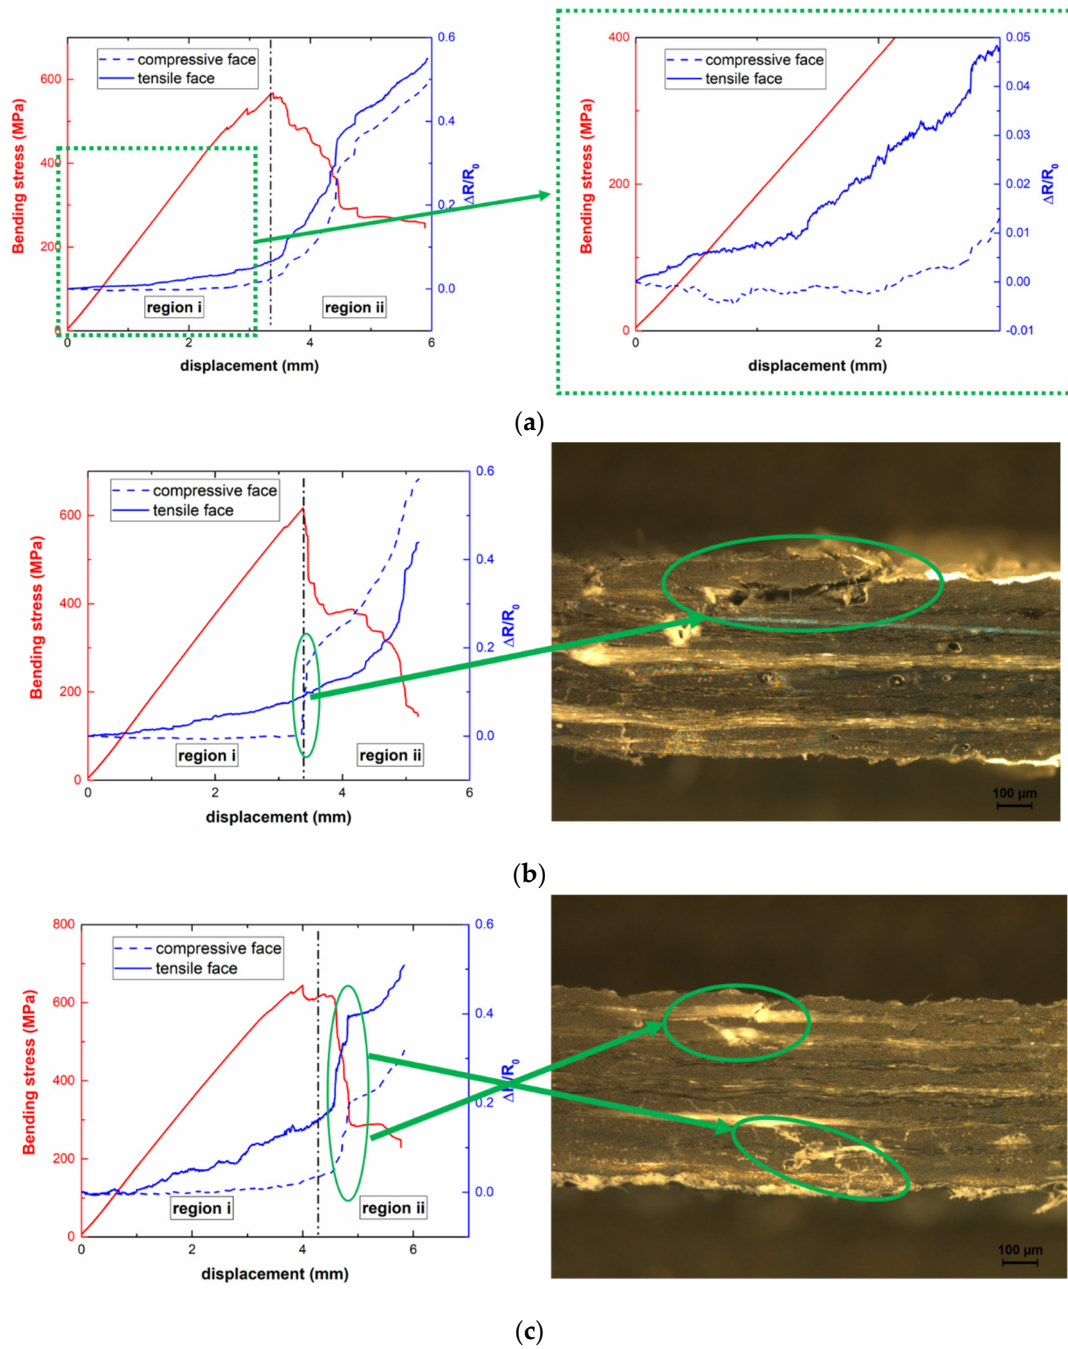 compressive face
tensile face
Bending stress (MPa)
600
400
200
0
0.6
0.4
0.2
0.0
ΔR/R0
region i
region ii
0
2
4
6
displacement (mm)
compressive face
tensile face
Bending stress (MPa)
400
200
0
0.05
0.04
0.03
0.02
0.01
0.00
-0.01
ΔR/R0
0
2
displacement (mm)
(a)
compressive face
tensile face
Bending stress (MPa)
600
400
200
0
0.6
0.4
0.2
0.0
ΔR/R0
region i
region ii
0
2
4
6
displacement (mm)
100 µm
(b)
compressive face
tensile face
Bending stress (MPa)
800
600
400
200
0
0.6
0.4
0.2
0.0
ΔR/R0
region i
region ii
0
2
4
6
displacement (mm)
100 µm
(c)